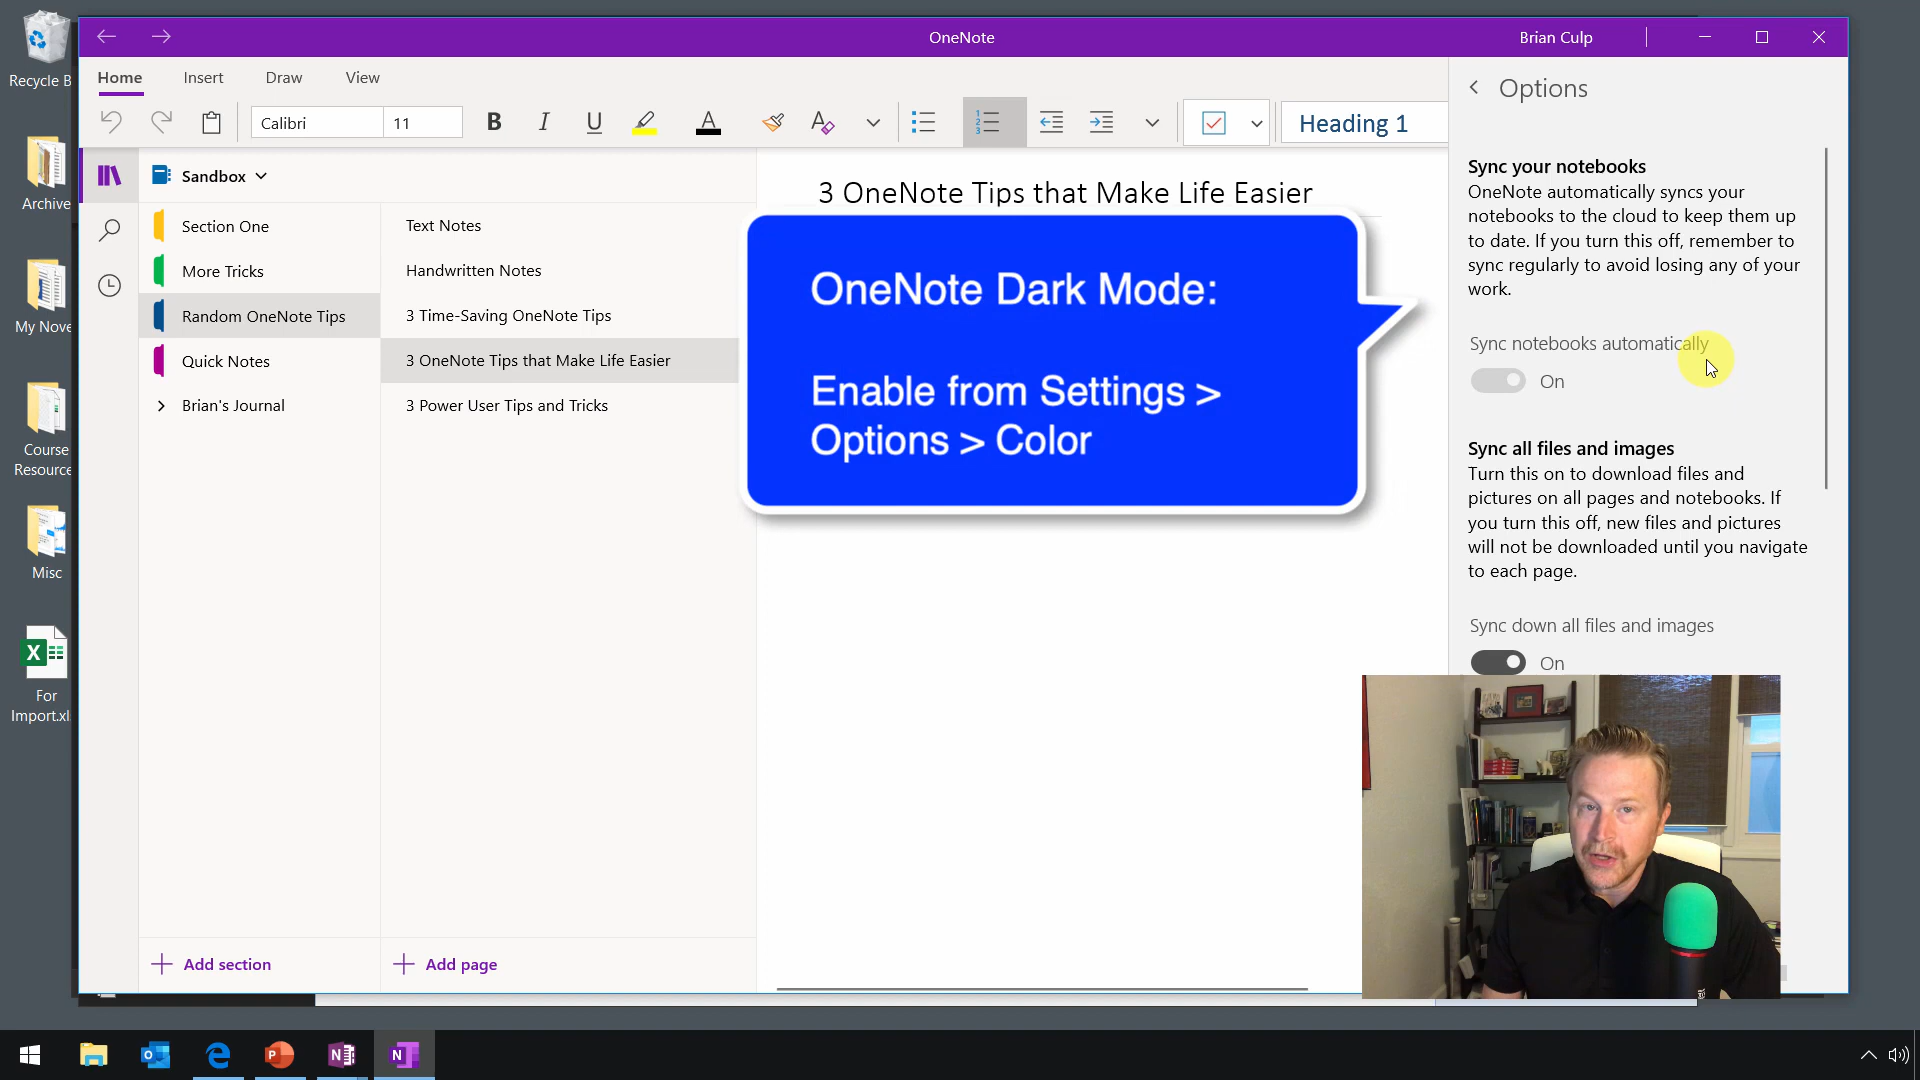 Recycle B
Archive
My Nove
Course
Resource
Misc
For
Import.xl
OneNote
Brian Culp
Home
Insert
Draw
View
Calibri
11
B
I
U
A
A
Heading 1
Sandbox
Section One
More Tricks
Random OneNote Tips
Quick Notes
Brian's Journal
Add section
Text Notes
Handwritten Notes
3 Time-Saving OneNote Tips
3 OneNote Tips that Make Life Easier
3 Power User Tips and Tricks
Add page
3 OneNote Tips that Make Life Easier
OneNote Dark Mode:
Enable from Settings >
Options > Color
Options
Sync your notebooks
OneNote automatically syncs your
notebooks to the cloud to keep them up
to date. If you turn this off, remember to
sync regularly to avoid losing any of your
work.
Sync notebooks automatically
On
Sync all files and images
Turn this on to download files and
pictures on all pages and notebooks. If
you turn this off, new files and pictures
will not be downloaded until you navigate
to each page.
Sync down all files and images
On